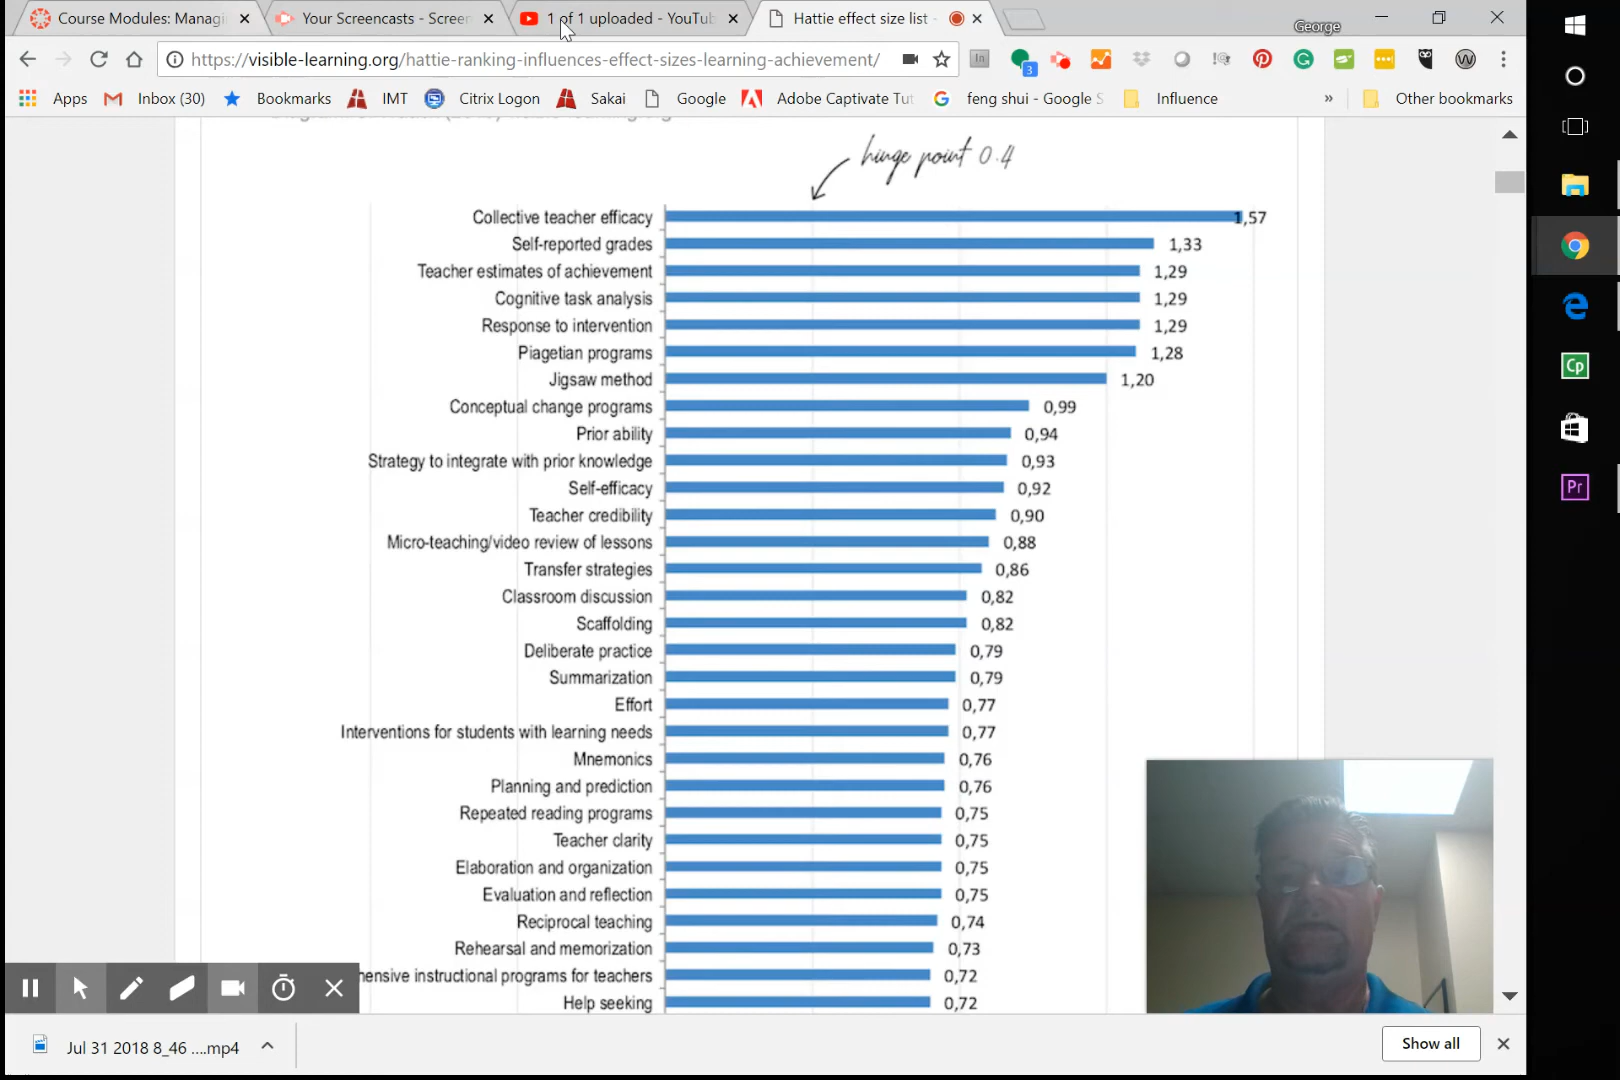 Course Modules: Managi
Your Screencasts - Screen
1 of 1 uploaded - YouTub
Hattie effect size list -
George
https://visible-learning.org/hattie-ranking-influences-effect-sizes-learning-achievement/
In
3
Apps
Inbox (30)
Bookmarks
IMT
Citrix Logon
Sakai
Google
Adobe Captivate Tut
feng shui - Google S
Influence
»
Other bookmarks
hinge point 0.4
Collective teacher efficacy 1,57
Self-reported grades 1,33
Teacher estimates of achievement 1,29
Cognitive task analysis 1,29
Response to intervention 1,29
Piagetian programs 1,28
Jigsaw method 1,20
Conceptual change programs 0,99
Prior ability 0,94
Strategy to integrate with prior knowledge 0,93
Self-efficacy 0,92
Teacher credibility 0,90
Micro-teaching/video review of lessons 0,88
Transfer strategies 0,86
Classroom discussion 0,82
Scaffolding 0,82
Deliberate practice 0,79
Summarization 0,79
Effort 0,77
Interventions for students with learning needs 0,77
Mnemonics 0,76
Planning and prediction 0,76
Repeated reading programs 0,75
Teacher clarity 0,75
Elaboration and organization 0,75
Evaluation and reflection 0,75
Reciprocal teaching 0,74
Rehearsal and memorization 0,73
hensive instructional programs for teachers 0,72
Help seeking 0,72
Cp
Pr
Jul 31 2018 8_46 ....mp4
Show all